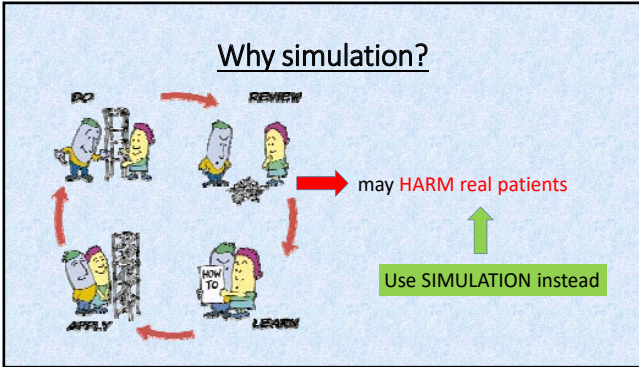 Why simulation?
DO
REVIEW
may HARM real patients
HOW
TO
Use SIMULATION instead
APPLY
LEARN